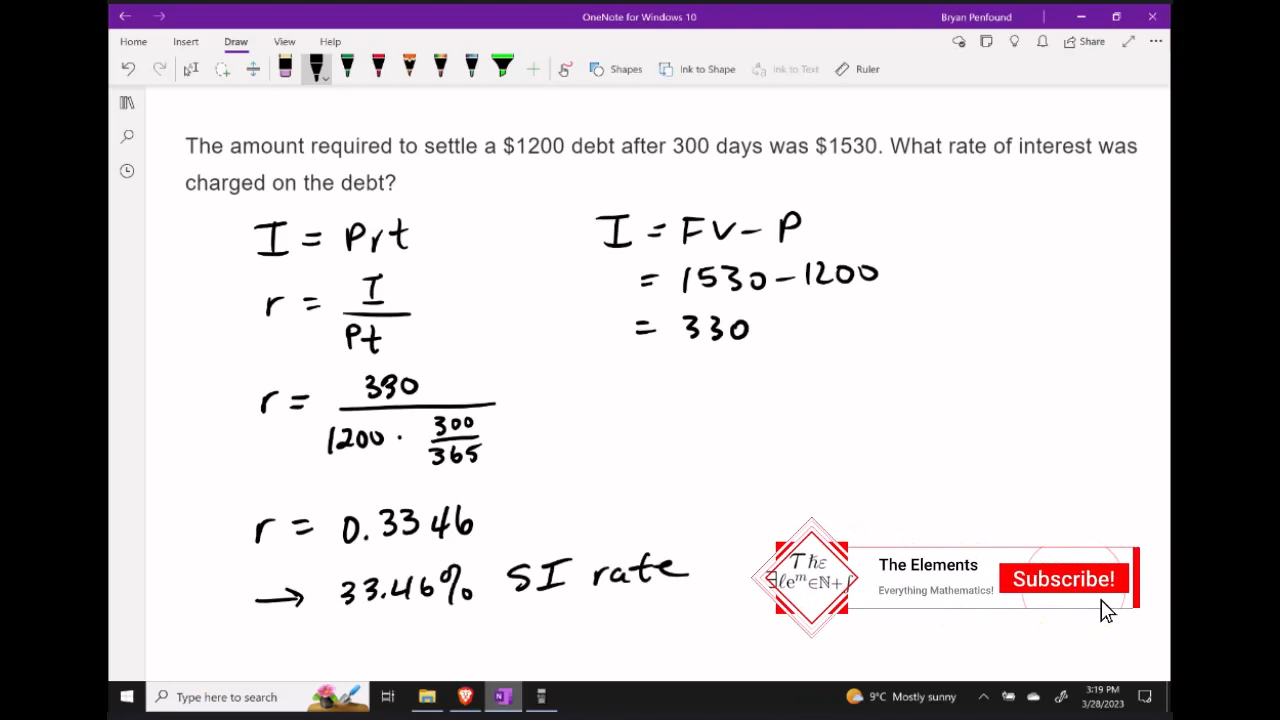 OneNote for Windows 10
Bryan Penfound
Home Insert Draw View Help
Share
Shapes Ink to Shape Ink to Text Ruler
The amount required to settle a $1200 debt after 300 days was $1530. What rate of interest was
charged on the debt?
I = Prt
r = I / Pt
r = 330 / 1200 · 300/365
r = 0.3346
→ 33.46% SI rate
I = FV - P
= 1530 - 1200
= 330
The Elements
Everything Mathematics!
Subscribe!
Type here to search
9°C Mostly sunny
3:19 PM
3/28/2023